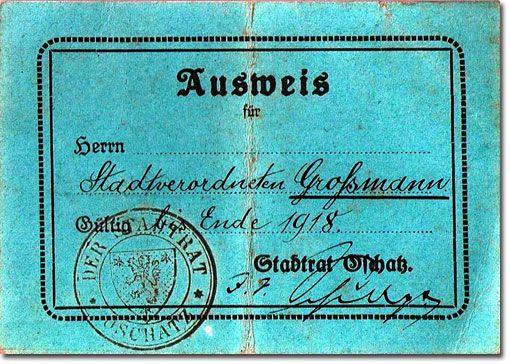 Ausweis
für
Herrn
Stadtverordneten Großmann
Gültig bis Ende 1918.
Stadtrat Oschatz.
DER STADTRAT
* OSCHATZ *